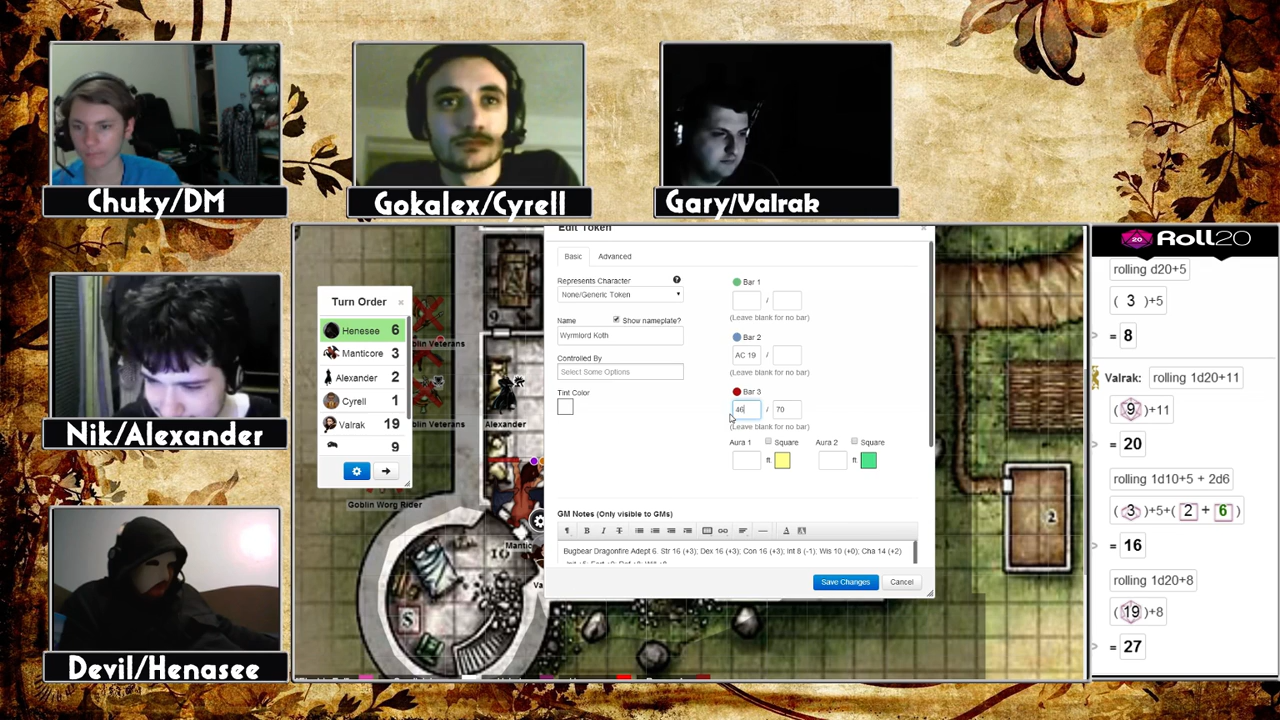 Chuky/DM
Gokalex/Cyrell
Gary/Valrak
Nik/Alexander
Devil/Henasee
Turn Order
×
Henesee 6
Manticore 3
Alexander 2
Cyrell 1
Valrak 19
9
Goblin Worg Rider
Alexander
10
S
2
Edit Token
×
Basic
Advanced
Represents Character
None/Generic Token
Name
Show nameplate?
Wyrmlord Koth
Controlled By
Select Some Options
Tint Color
Bar 1
/
(Leave blank for no bar)
Bar 2
AC 19 /
(Leave blank for no bar)
Bar 3
46 / 70
(Leave blank for no bar)
Aura 1
Square
Aura 2
Square
ft.
ft.
GM Notes (Only visible to GMs)
Bugbear Dragonfire Adept 6. Str 16 (+3); Dex 16 (+3); Con 16 (+3); Int 8 (-1); Wis 10 (+0); Cha 14 (+2)
Save Changes
Cancel
20
Roll20
rolling d20+5
( 3 )+5
= 8
Valrak: rolling 1d20+11
( 9 )+11
= 20
rolling 1d10+5 + 2d6
( 3 )+5+( 2 + 6 )
= 16
rolling 1d20+8
( 19 )+8
= 27